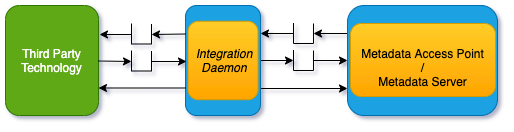 Third Party
Technology
Integration
Daemon
Metadata Access Point
/
Metadata Server